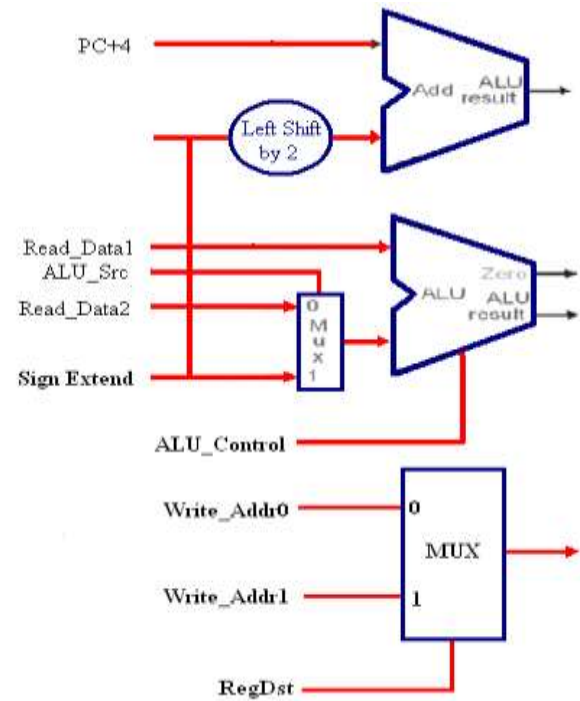 PC+4
Add
ALU
result
Left Shift
by 2
Read_Data1
ALU_Src
Read_Data2
0
M
u
x
1
Zero
ALU
ALU
result
Sign Extend
ALU_Control
Write_Addr0
0
MUX
Write_Addr1
1
RegDst